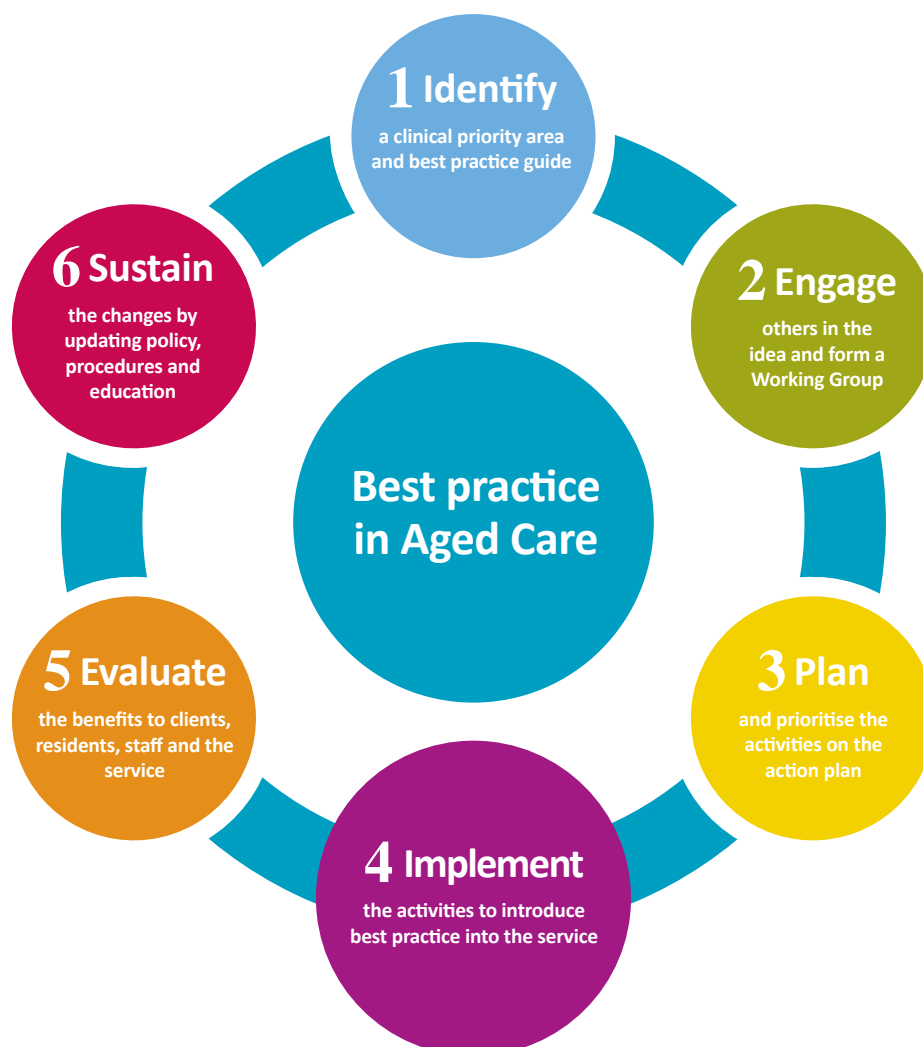 1 Identify
a clinical priority area
and best practice guide
2 Engage
others in the
idea and form a
Working Group
3 Plan
and prioritise the
activities on the
action plan
4 Implement
the activities to introduce
best practice into the service
5 Evaluate
the benefits to clients,
residents, staff and the
service
6 Sustain
the changes by
updating policy,
procedures and
education
Best practice
in Aged Care